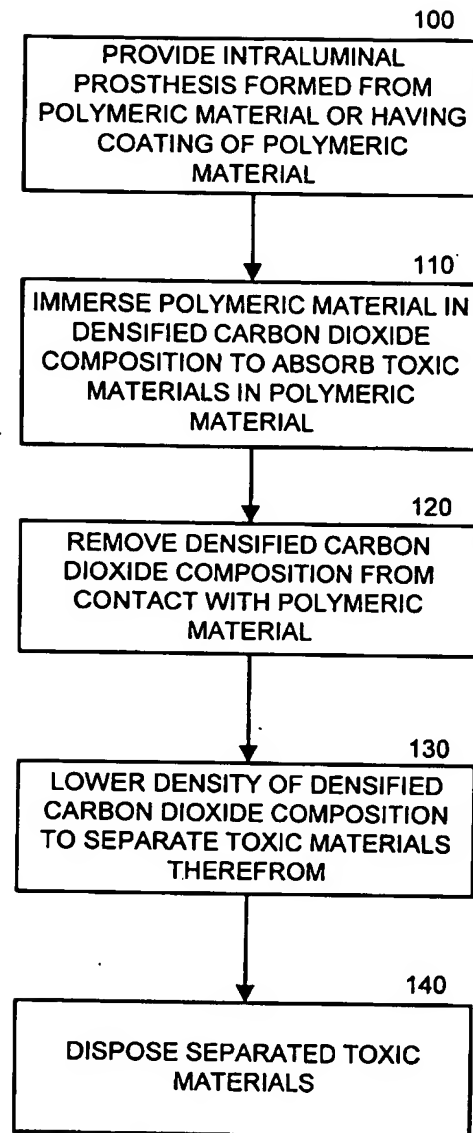 100
PROVIDE INTRALUMINAL
PROSTHESIS FORMED FROM
POLYMERIC MATERIAL OR HAVING
COATING OF POLYMERIC
MATERIAL
110
IMMERSE POLYMERIC MATERIAL IN
DENSIFIED CARBON DIOXIDE
COMPOSITION TO ABSORB TOXIC
MATERIALS IN POLYMERIC
MATERIAL
120
REMOVE DENSIFIED CARBON
DIOXIDE COMPOSITION FROM
CONTACT WITH POLYMERIC
MATERIAL
130
LOWER DENSITY OF DENSIFIED
CARBON DIOXIDE COMPOSITION
TO SEPARATE TOXIC MATERIALS
THEREFROM
140
DISPOSE SEPARATED TOXIC
MATERIALS